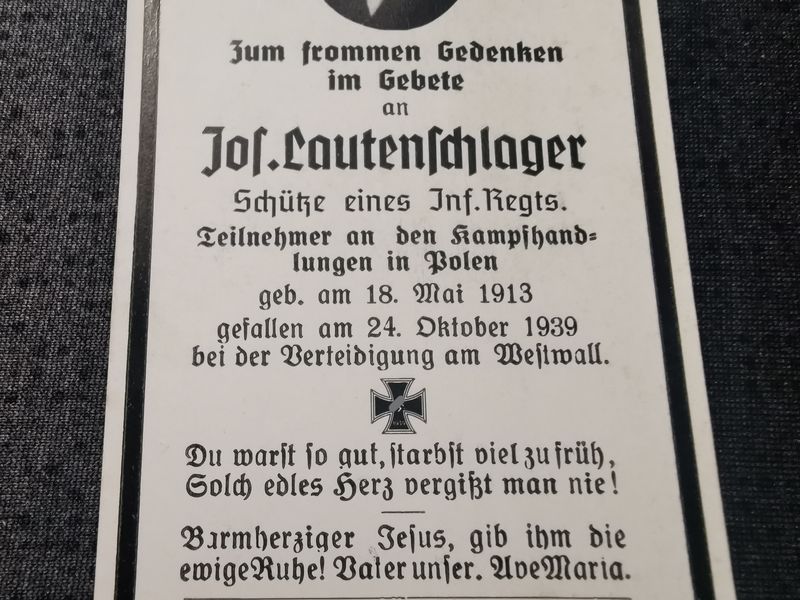 Zum frommen Gedenken
im Gebete
an
Jos. Lautenschlager
Schütze eines Inf. Regts.
Teilnehmer an den Kampfhand=
lungen in Polen
geb. am 18. Mai 1913
gefallen am 24. Oktober 1939
bei der Verteidigung am Westwall.
Du warst so gut, starbst viel zu früh,
Solch edles Herz vergißt man nie!
Barmherziger Jesus, gib ihm die
ewige Ruhe! Vater unser. Ave Maria.